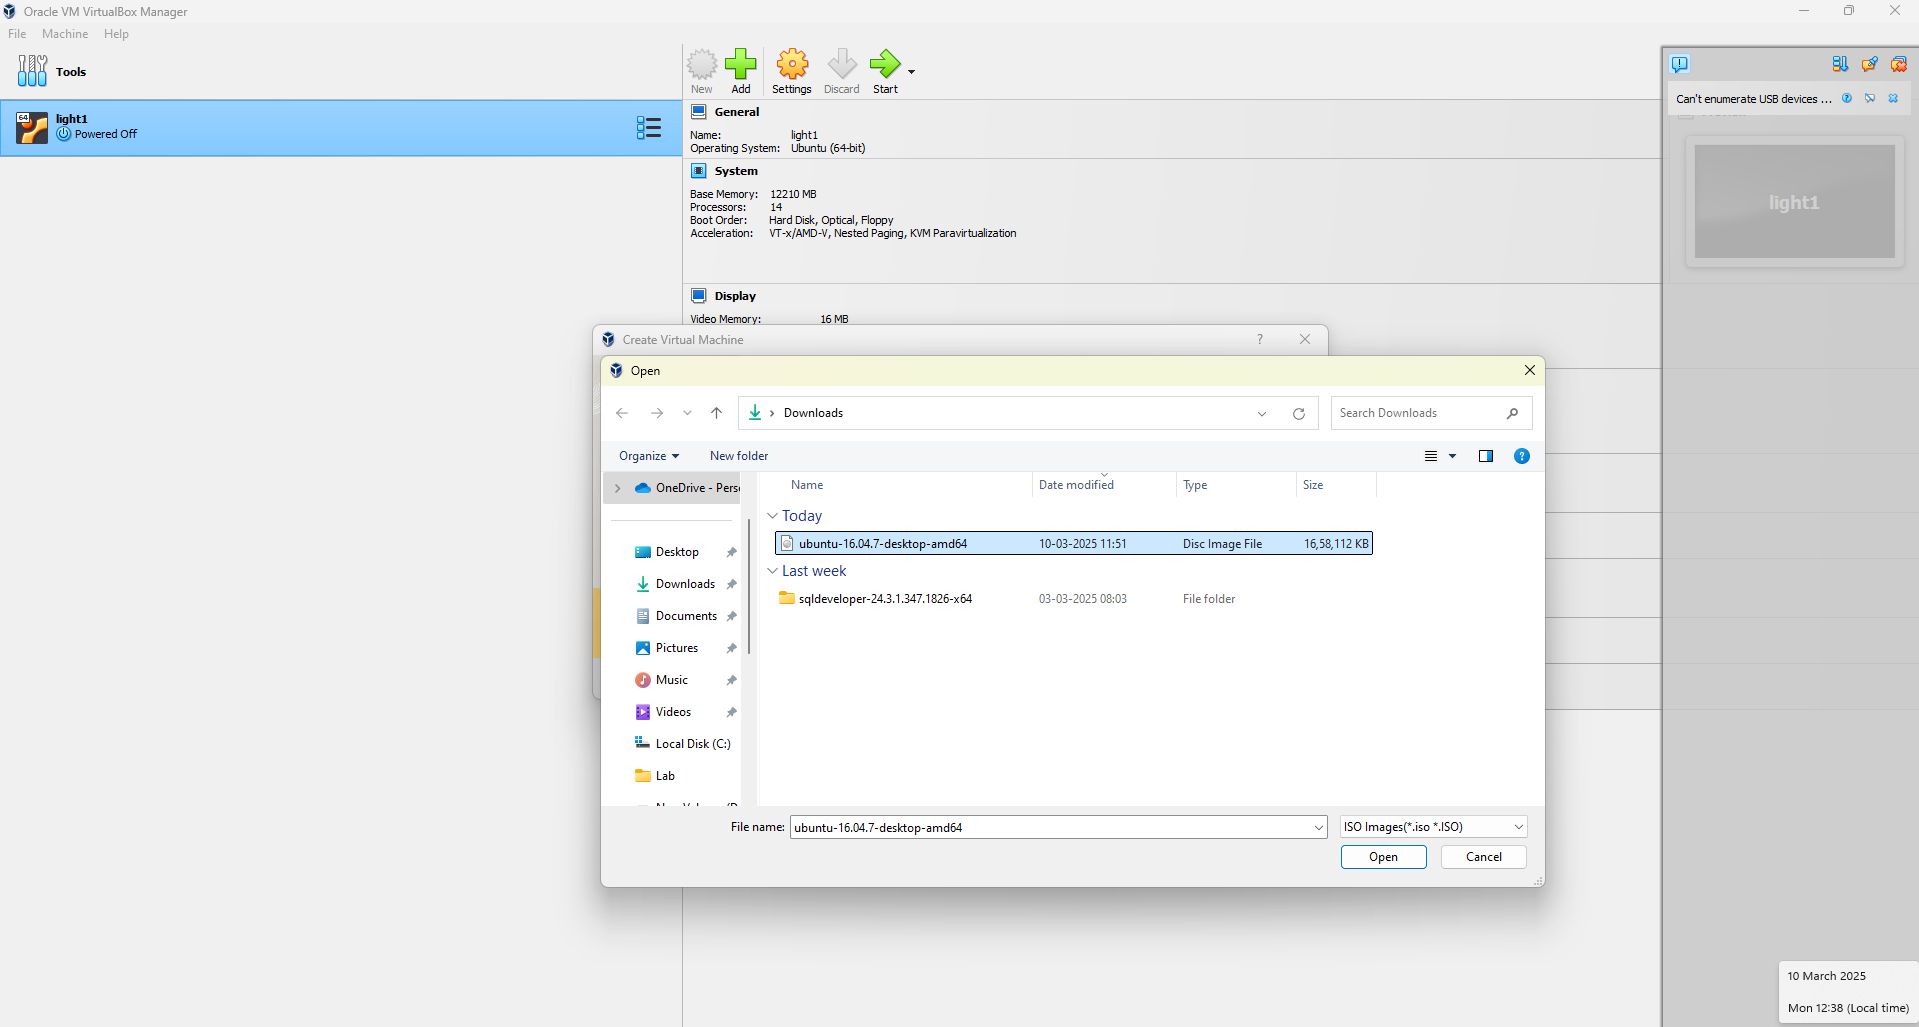 Oracle VM VirtualBox Manager
File Machine Help
Tools
64
light1
Powered Off
New Add Settings Discard Start
General
Name: light1
Operating System: Ubuntu (64-bit)
System
Base Memory: 12210 MB
Processors: 14
Boot Order: Hard Disk, Optical, Floppy
Acceleration: VT-x/AMD-V, Nested Paging, KVM Paravirtualization
Display
Video Memory: 16 MB
Can't enumerate USB devices ...
light1
Create Virtual Machine
Open
Downloads
Search Downloads
Organize New folder
OneDrive - Pers
Desktop
Downloads
Documents
Pictures
Music
Videos
Local Disk (C:)
Lab
Name Date modified Type Size
Today
ubuntu-16.04.7-desktop-amd64 10-03-2025 11:51 Disc Image File 16,58,112 KB
Last week
sqldeveloper-24.3.1.347.1826-x64 03-03-2025 08:03 File folder
File name: ubuntu-16.04.7-desktop-amd64 ISO Images(*.iso *.ISO)
Open Cancel
10 March 2025
Mon 12:38 (Local time)